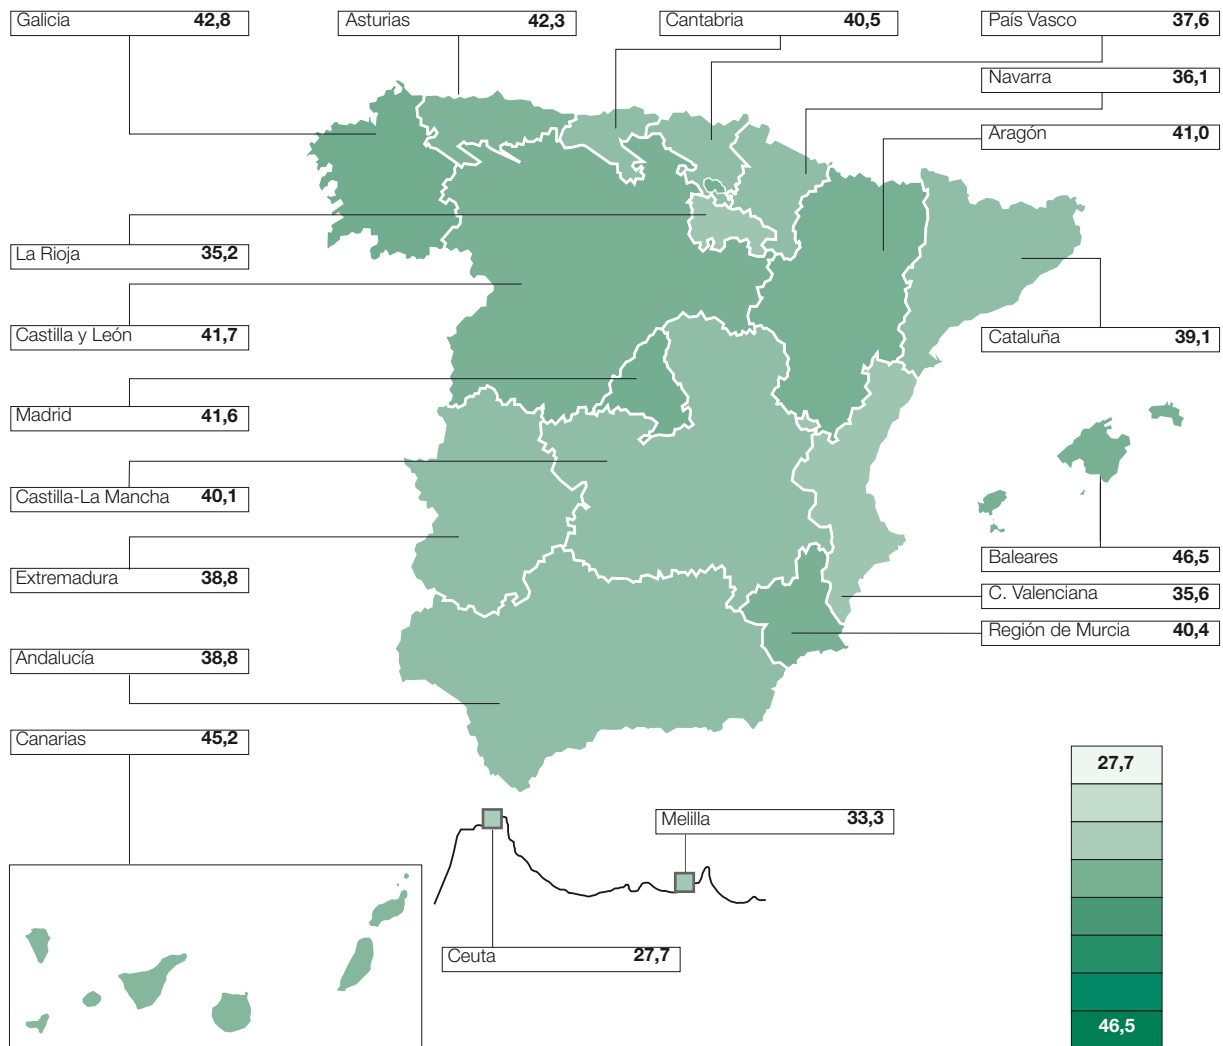 Galicia 42,8
Asturias 42,3
Cantabria 40,5
País Vasco 37,6
Navarra 36,1
Aragón 41,0
La Rioja 35,2
Castilla y León 41,7
Cataluña 39,1
Madrid 41,6
Castilla-La Mancha 40,1
Baleares 46,5
Extremadura 38,8
C. Valenciana 35,6
Región de Murcia 40,4
Andalucía 38,8
Canarias 45,2
27,7
Melilla 33,3
Ceuta 27,7
46,5